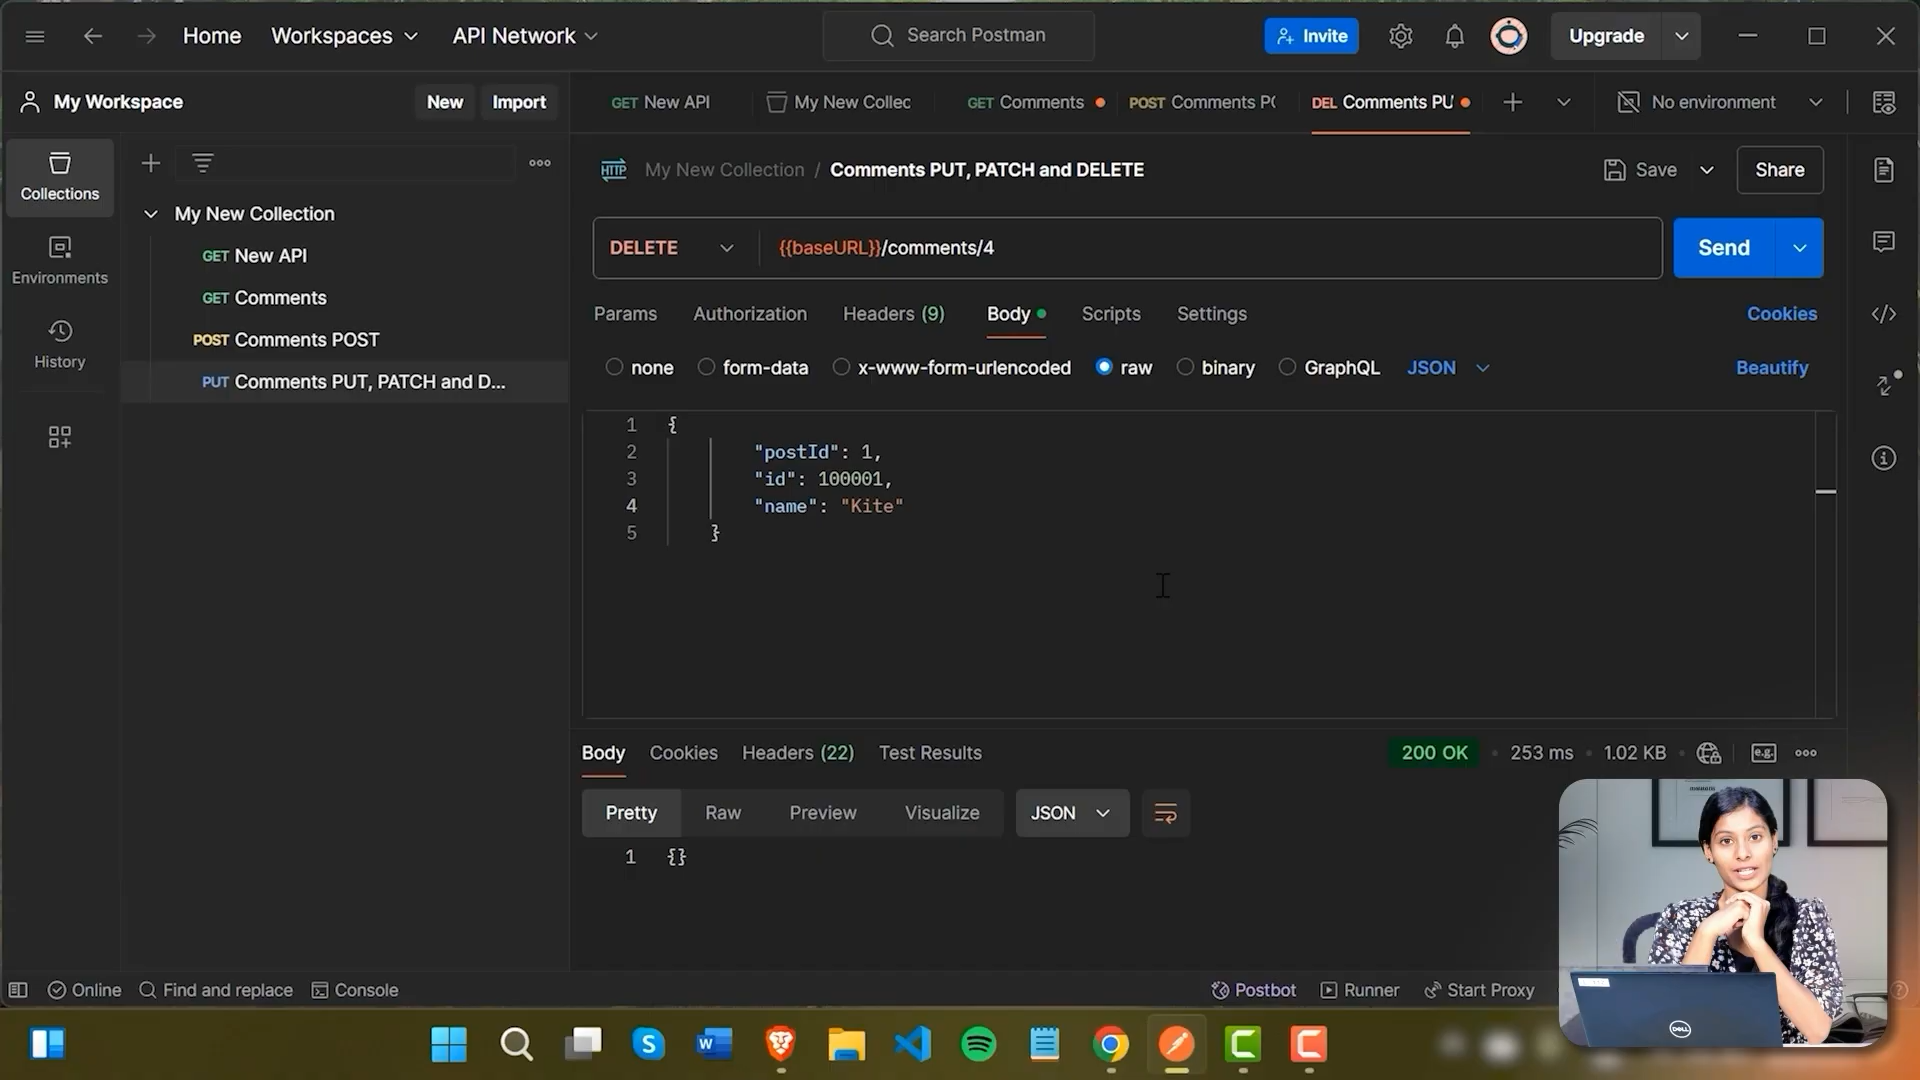 Home Workspaces API Network Search Postman Invite Upgrade
My Workspace New Import GET New API My New Collec GET Comments POST Comments PC DEL Comments PU No environment
Collections
Environments
History
My New Collection
GET New API
GET Comments
POST Comments POST
PUT Comments PUT, PATCH and D...
HTTP My New Collection / Comments PUT, PATCH and DELETE Save Share
DELETE {{baseURL}}/comments/4 Send
Params Authorization Headers (9) Body Scripts Settings Cookies
none form-data x-www-form-urlencoded raw binary GraphQL JSON Beautify
1 {
2 "postId": 1,
3 "id": 100001,
4 "name": "Kite"
5 }
Body Cookies Headers (22) Test Results 200 OK 253 ms 1.02 KB e.g.
Pretty Raw Preview Visualize JSON
1 {}
Online Find and replace Console Postbot Runner Start Proxy
DELL